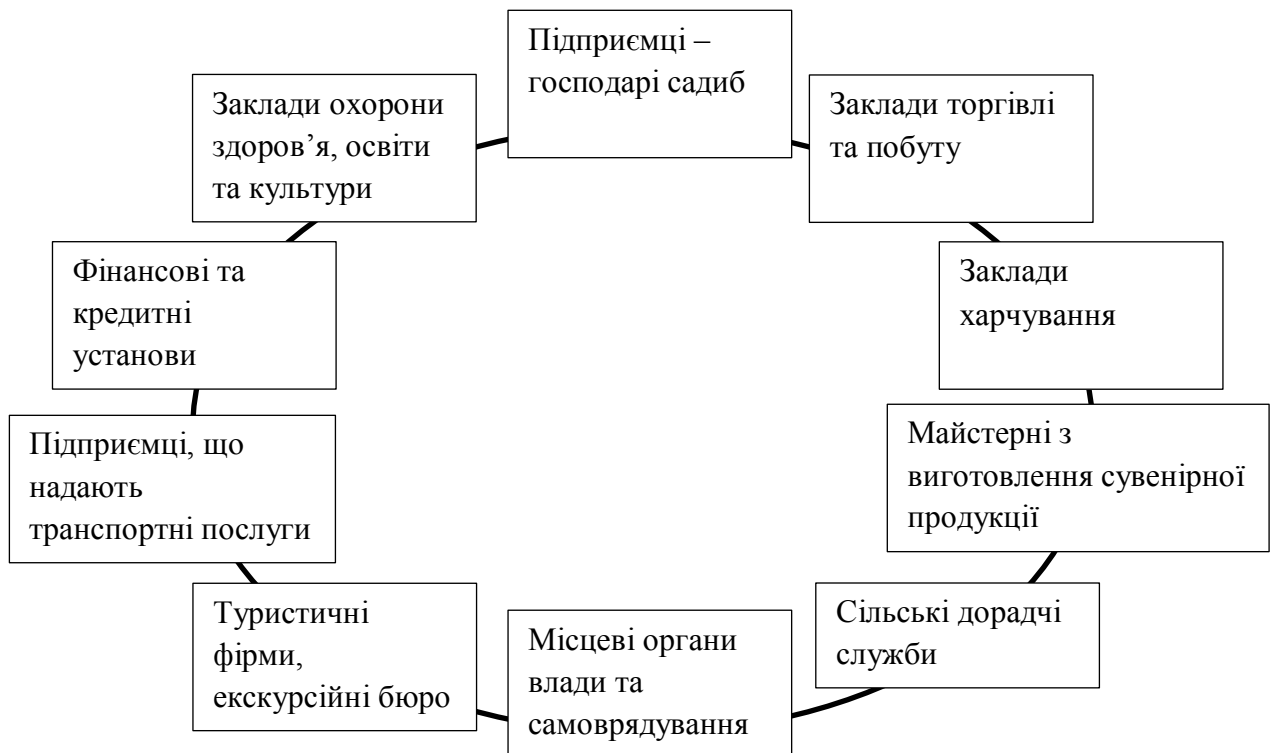 Підприємці –
господарі садиб
Заклади торгівлі
та побуту
Заклади
харчування
Майстерні з
виготовлення сувенірної
продукції
Сільські дорадчі
служби
Місцеві органи
влади та
самоврядування
Туристичні
фірми,
екскурсійні бюро
Підприємці, що
надають
транспортні послуги
Фінансові та
кредитні
установи
Заклади охорони
здоров’я, освіти
та культури